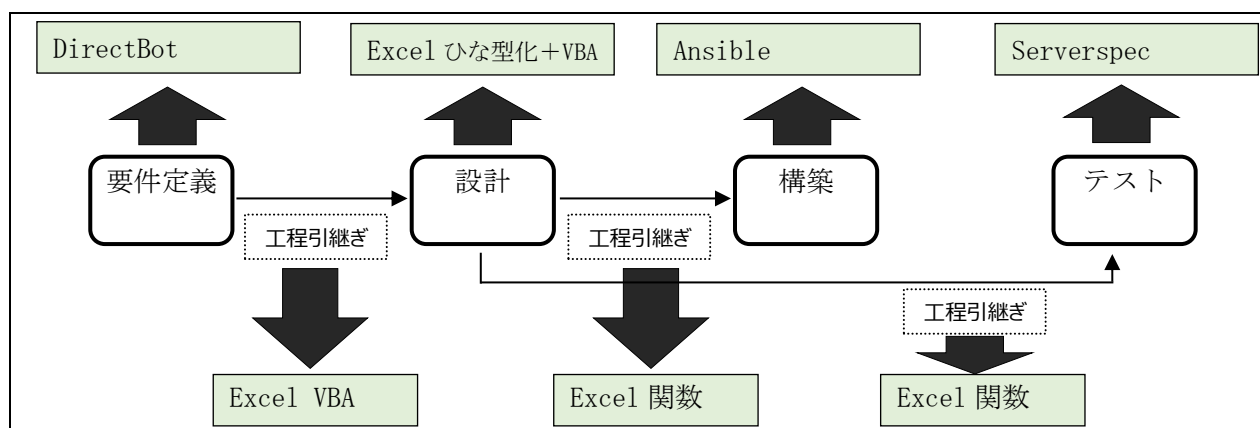 DirectBot
Excel ひな型化＋VBA
Ansible
Serverspec
要件定義
設計
構築
テスト
工程引継ぎ
工程引継ぎ
工程引継ぎ
Excel VBA
Excel 関数
Excel 関数